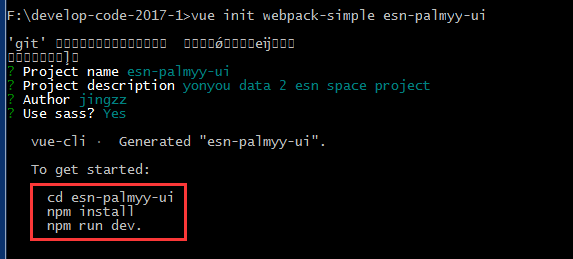 F:\develop-code-2017-1>vue init webpack-simple esn-palmyy-ui
'git'
? Project name esn-palmyy-ui
? Project description yonyou data 2 esn space project
? Author jingzz
? Use sass? Yes
vue-cli · Generated "esn-palmyy-ui".
To get started:
cd esn-palmyy-ui
npm install
npm run dev.